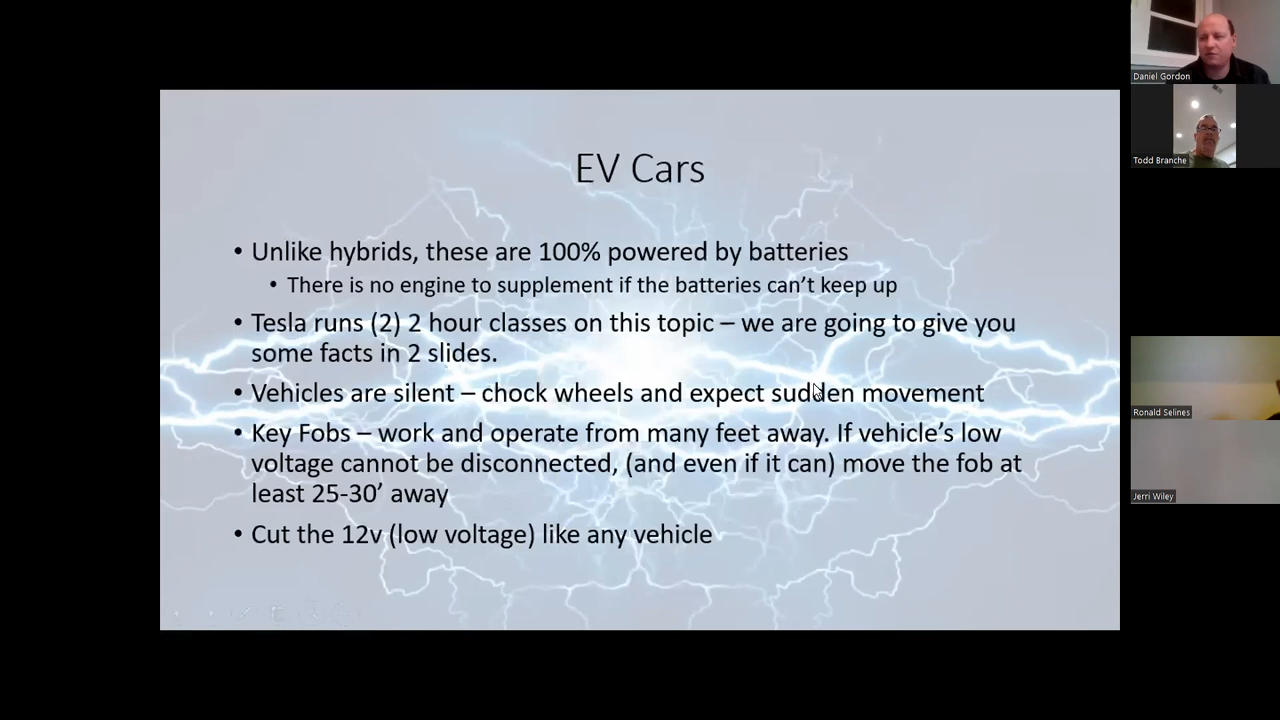 EV Cars
• Unlike hybrids, these are 100% powered by batteries
• There is no engine to supplement if the batteries can’t keep up
• Tesla runs (2) 2 hour classes on this topic – we are going to give you
some facts in 2 slides.
• Vehicles are silent – chock wheels and expect sudden movement
• Key Fobs – work and operate from many feet away. If vehicle’s low
voltage cannot be disconnected, (and even if it can) move the fob at
least 25-30’ away
• Cut the 12v (low voltage) like any vehicle
Daniel Gordon
Todd Branche
Ronald Selines
Jerri Wiley